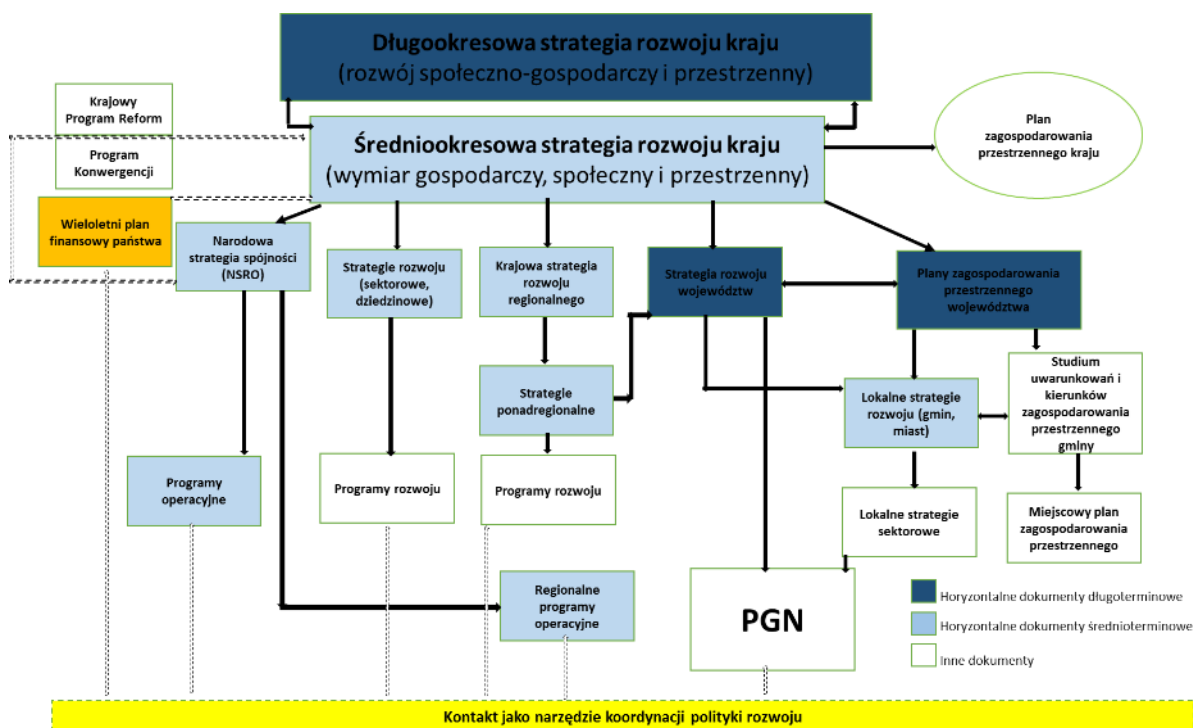 Długookresowa strategia rozwoju kraju
(rozwój społeczno-gospodarczy i przestrzenny)
Krajowy
Program Reform
Program
Konwergencji
Średniookresowa strategia rozwoju kraju
(wymiar gospodarczy, społeczny i przestrzenny)
Plan
zagospodarowania
przestrzennego kraju
Wieloletni plan
finansowy państwa
Narodowa
strategia spójności
(NSRO)
Strategie rozwoju
(sektorowe,
dziedzinowe)
Krajowa strategia
rozwoju
regionalnego
Strategia rozwoju
województw
Plany zagospodarowania
przestrzennego
województwa
Strategie
ponadregionalne
Lokalne strategie
rozwoju (gmin,
miast)
Studium
uwarunkowań i
kierunków
zagospodarowania
przestrzennego
gminy
Programy
operacyjne
Programy rozwoju
Programy rozwoju
Lokalne strategie
sektorowe
Miejscowy plan
zagospodarowania
przestrzennego
Regionalne
programy
operacyjne
PGN
Horyzontalne dokumenty długoterminowe
Horyzontalne dokumenty średnioterminowe
Inne dokumenty
Kontakt jako narzędzie koordynacji polityki rozwoju